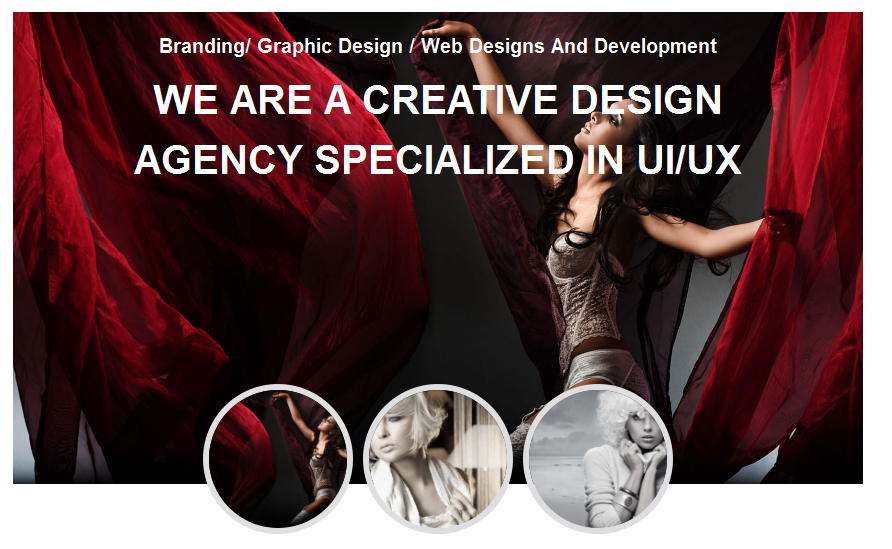 Branding/ Graphic Design / Web Designs And Development
WE ARE A CREATIVE DESIGN
AGENCY SPECIALIZED IN UI/UX